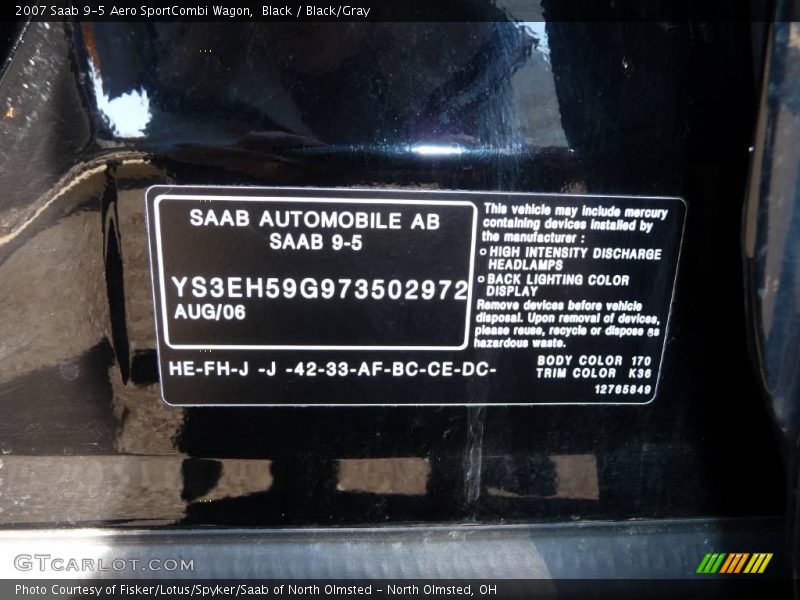 2007 Saab 9-5 Aero SportCombi Wagon,  Black / Black/Gray
SAAB AUTOMOBILE AB
SAAB 9-5
YS3EH59G973502972
AUG/06
This vehicle may include mercury
containing devices installed by
the manufacturer :
HIGH INTENSITY DISCHARGE
HEADLAMPS
BACK LIGHTING COLOR
DISPLAY
Remove devices before vehicle
disposal. Upon removal of devices,
please reuse, recycle or dispose as
hazardous waste.
HE-FH-J -J -42-33-AF-BC-CE-DC-
BODY COLOR 170
TRIM COLOR K36
12765849
GTCARLOT.COM
Photo Courtesy of Fisker/Lotus/Spyker/Saab of North Olmsted - North Olmsted, OH